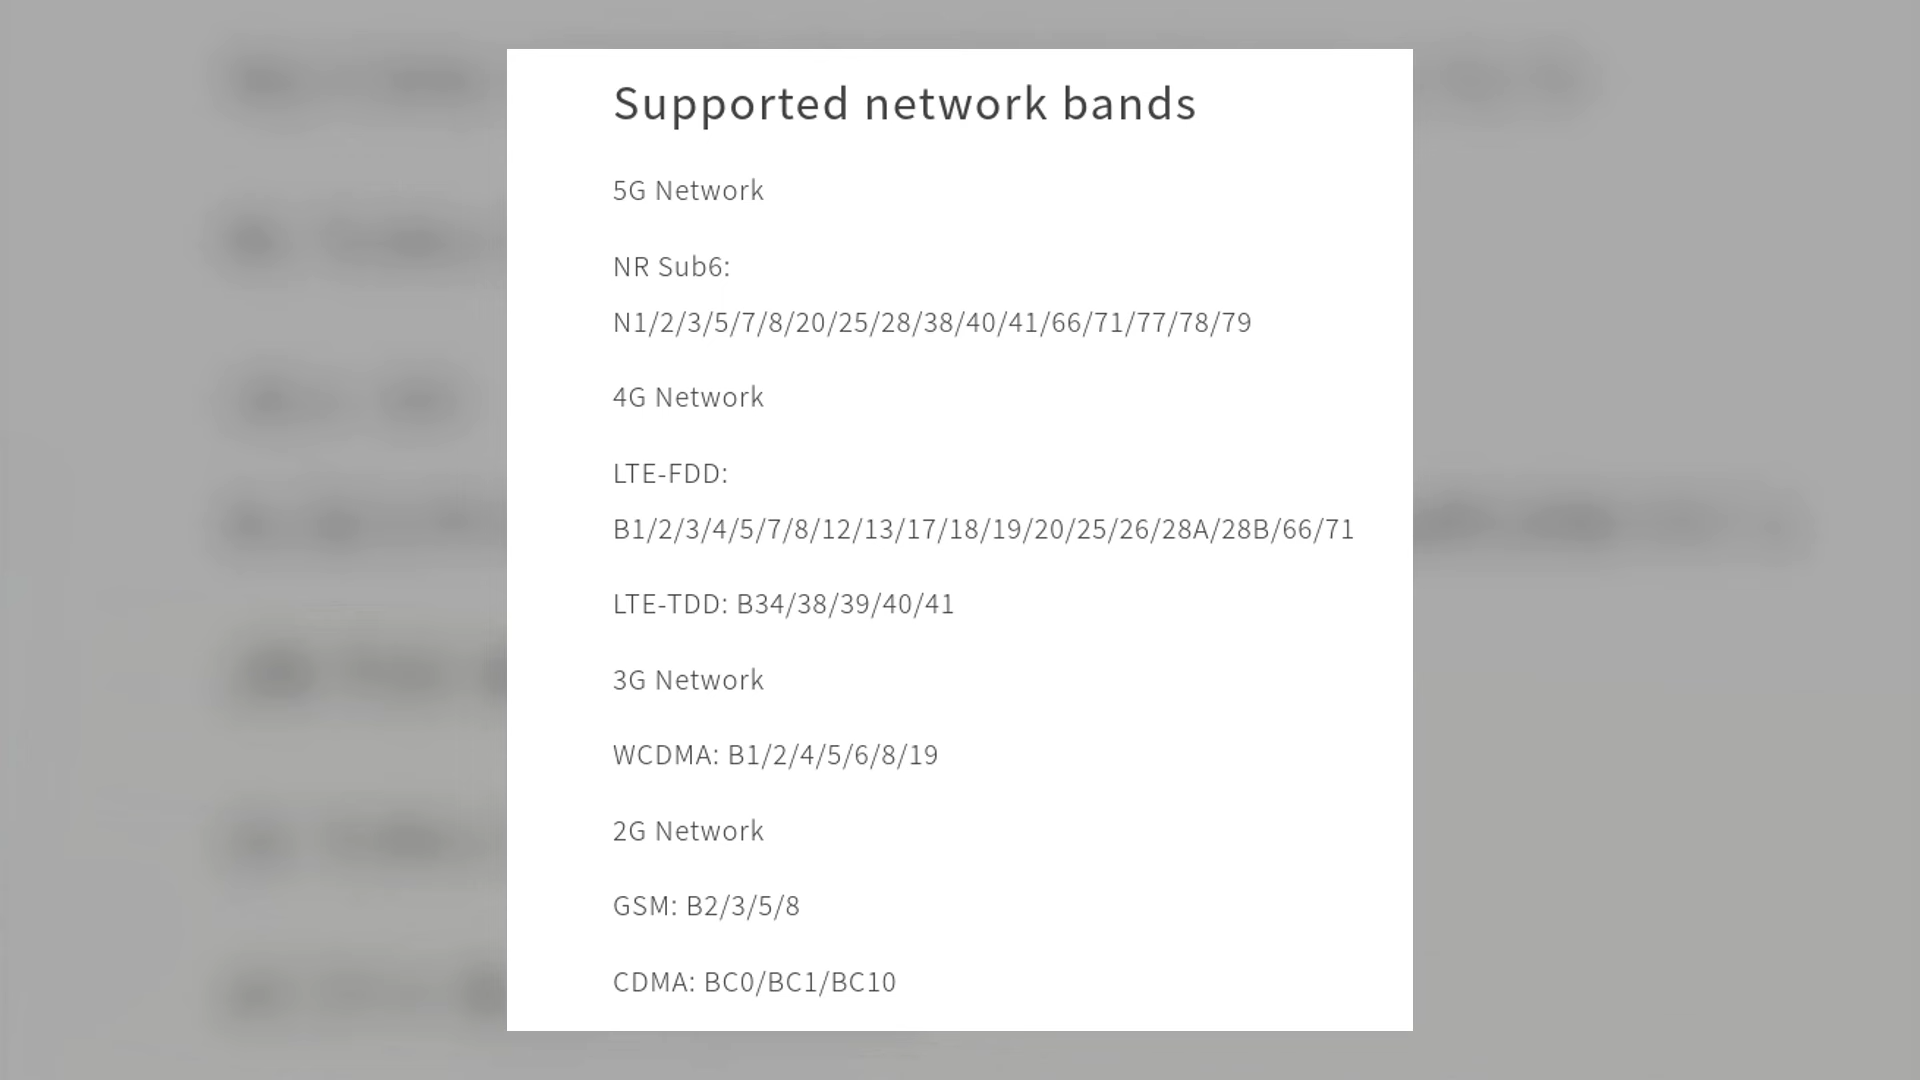 Supported network bands
5G Network
NR Sub6:
N1/2/3/5/7/8/20/25/28/38/40/41/66/71/77/78/79
4G Network
LTE-FDD:
B1/2/3/4/5/7/8/12/13/17/18/19/20/25/26/28A/28B/66/71
LTE-TDD: B34/38/39/40/41
3G Network
WCDMA: B1/2/4/5/6/8/19
2G Network
GSM: B2/3/5/8
CDMA: BC0/BC1/BC10